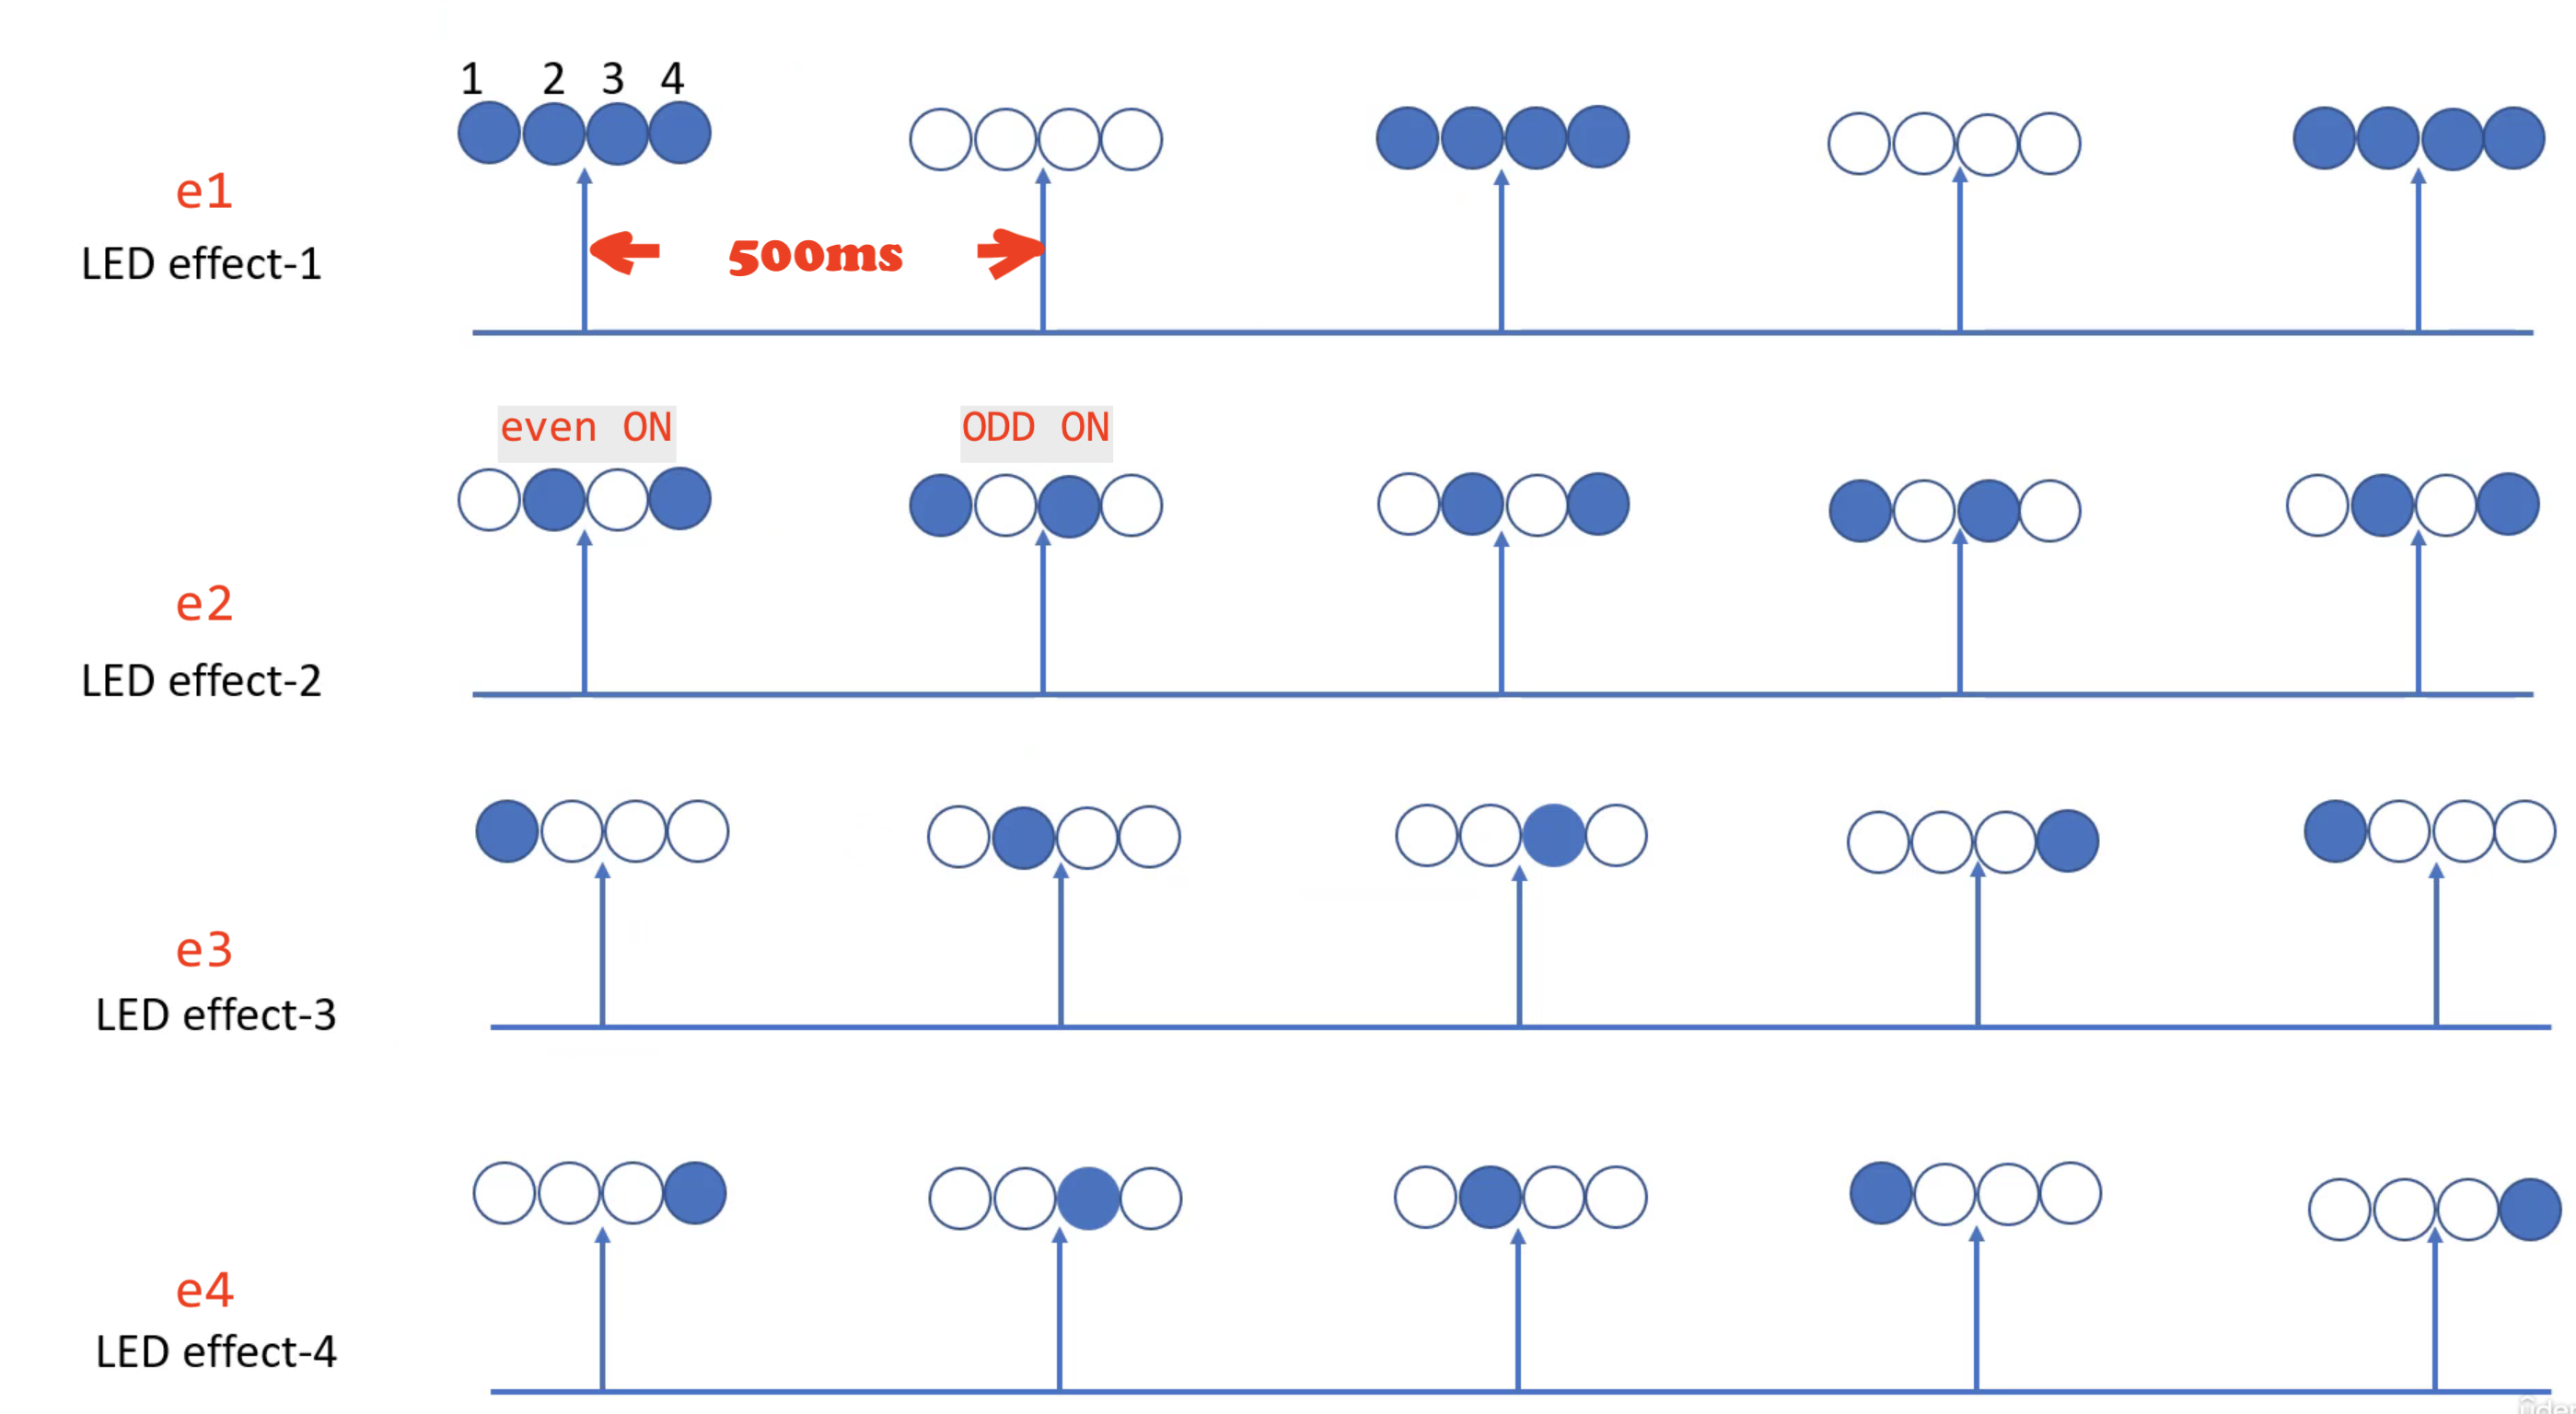 1 2 3 4
e1
500ms
LED effect-1
even ON ODD ON
e2
LED effect-2
e3
LED effect-3
e4
LED effect-4